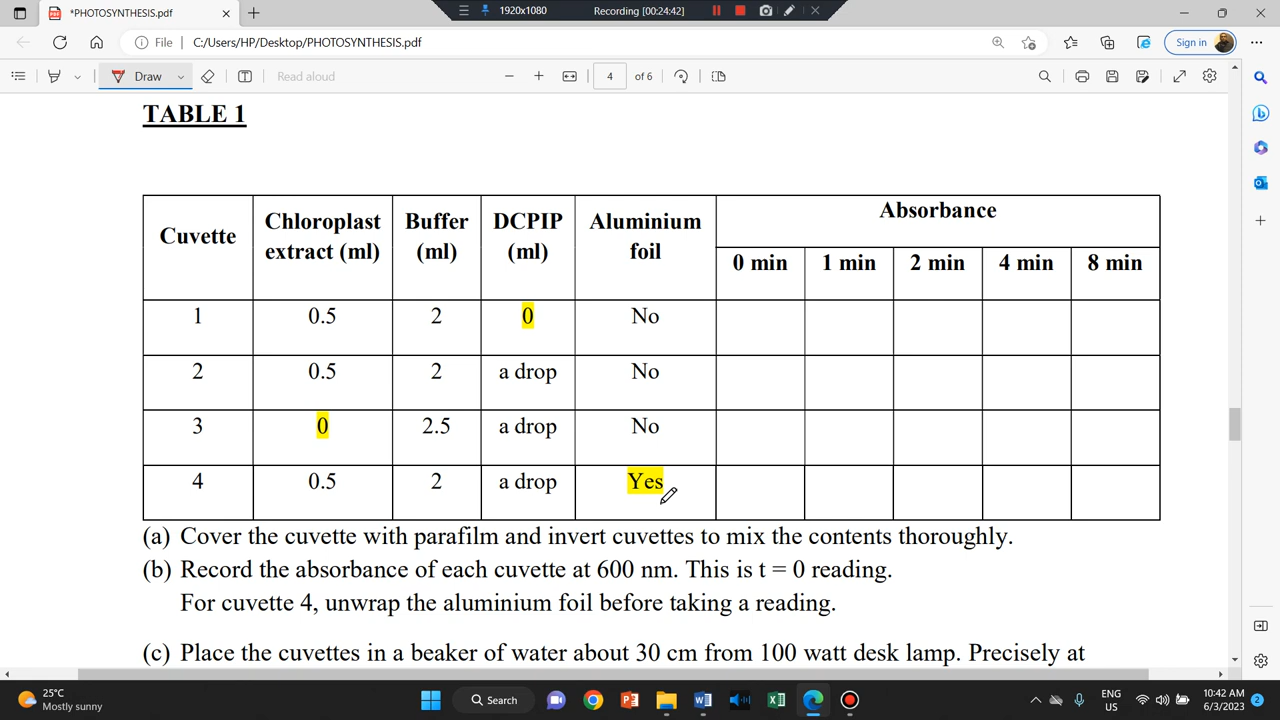 *PHOTOSYNTHESIS.pdf
1920x1080
Recording [00:24:42]
File
C:/Users/HP/Desktop/PHOTOSYNTHESIS.pdf
Sign in
Draw
Read aloud
4
of 6
TABLE 1
Cuvette
Chloroplast extract (ml)
Buffer (ml)
DCPIP (ml)
Aluminium foil
Absorbance
0 min
1 min
2 min
4 min
8 min
1 0.5 2 0 No
2 0.5 2 a drop No
3 0 2.5 a drop No
4 0.5 2 a drop Yes
(a) Cover the cuvette with parafilm and invert cuvettes to mix the contents thoroughly.
(b) Record the absorbance of each cuvette at 600 nm. This is t = 0 reading.
For cuvette 4, unwrap the aluminium foil before taking a reading.
(c) Place the cuvettes in a beaker of water about 30 cm from 100 watt desk lamp. Precisely at
25°C
Mostly sunny
Search
ENG
US
10:42 AM
6/3/2023
2